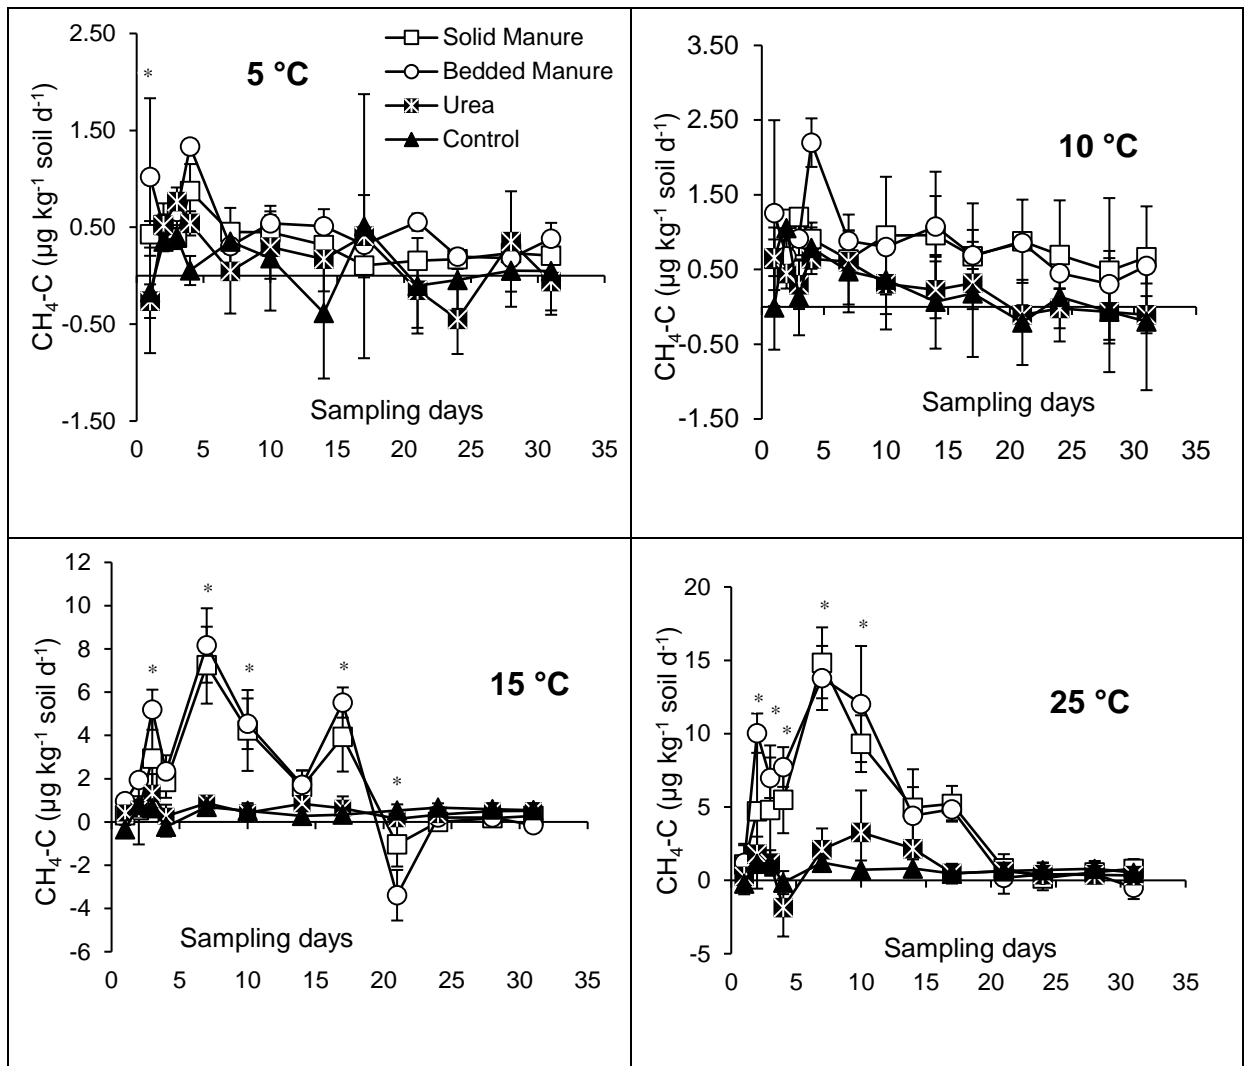 2.50
1.50
0.50
-0.50
-1.50
CH₄-C (µg kg⁻¹ soil d⁻¹)
*
5 °C
Solid Manure
Bedded Manure
Urea
Control
Sampling days
0 5 10 15 20 25 30 35
3.50
2.50
1.50
0.50
-0.50
-1.50
CH₄-C (µg kg⁻¹ soil d⁻¹)
10 °C
Sampling days
0 5 10 15 20 25 30 35
12
10
8
6
4
2
0
-2
-4
-6
CH₄-C (µg kg⁻¹ soil d⁻¹)
* * * * *
15 °C
Sampling days
0 5 10 15 20 25 30 35
20
15
10
5
0
-5
CH₄-C (µg kg⁻¹ soil d⁻¹)
* * * * *
25 °C
Sampling days
0 5 10 15 20 25 30 35